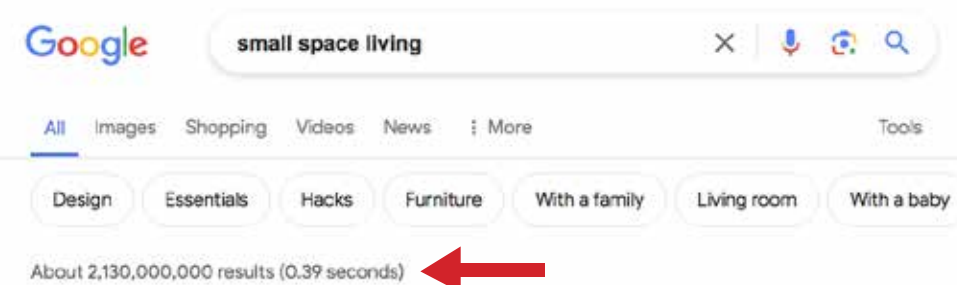 Google
small space living
All Images Shopping Videos News More Tools
Design Essentials Hacks Furniture With a family Living room With a baby
About 2,130,000,000 results (0.39 seconds)